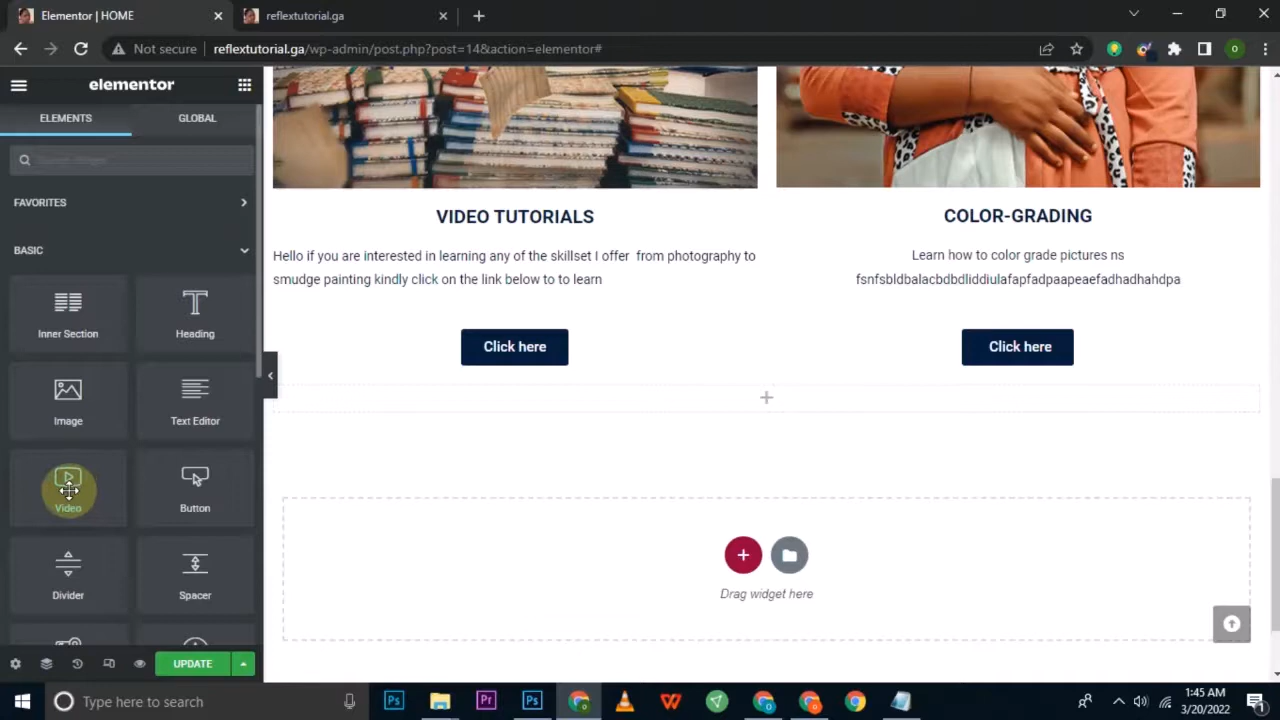 Elementor | HOME
reflextutorial.ga
Not secure
reflextutorial.ga/wp-admin/post.php?post=14&action=elementor#
elementor
ELEMENTS
GLOBAL
FAVORITES
BASIC
Inner Section
Heading
Image
Text Editor
Video
Button
Divider
Spacer
UPDATE
VIDEO TUTORIALS
Hello if you are interested in learning any of the skillset I offer from photography to
smudge painting kindly click on the link below to to learn
Click here
COLOR-GRADING
Learn how to color grade pictures ns
fsnfsbldbalacbdbdliddiulafapfadpaapeaefadhadhahdpa
Click here
Drag widget here
Type here to search
1:45 AM
3/20/2022